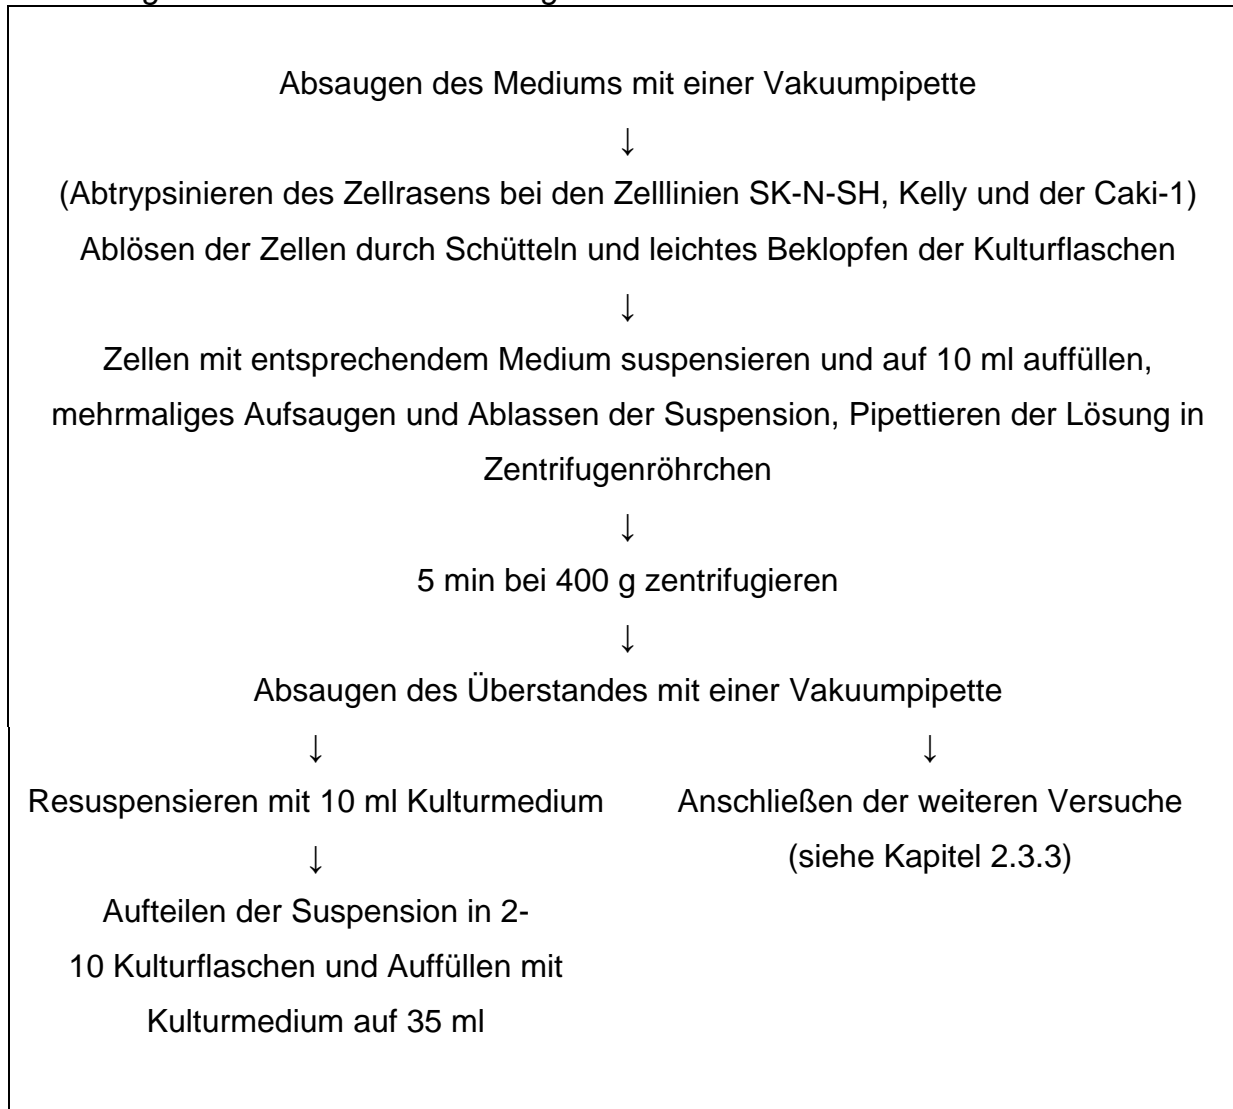 Absaugen des Mediums mit einer Vakuumpipette
↓
(Abtrypsinieren des Zellrasens bei den Zelllinien SK-N-SH, Kelly und der Caki-1)
Ablösen der Zellen durch Schütteln und leichtes Beklopfen der Kulturflaschen
↓
Zellen mit entsprechendem Medium suspensieren und auf 10 ml auffüllen,
mehrmaliges Aufsaugen und Ablassen der Suspension, Pipettieren der Lösung in
Zentrifugenröhrchen
↓
5 min bei 400 g zentrifugieren
↓
Absaugen des Überstandes mit einer Vakuumpipette
↓
Resuspensieren mit 10 ml Kulturmedium
↓
Aufteilen der Suspension in 2-
10 Kulturflaschen und Auffüllen mit
Kulturmedium auf 35 ml
↓
Anschließen der weiteren Versuche
(siehe Kapitel 2.3.3)